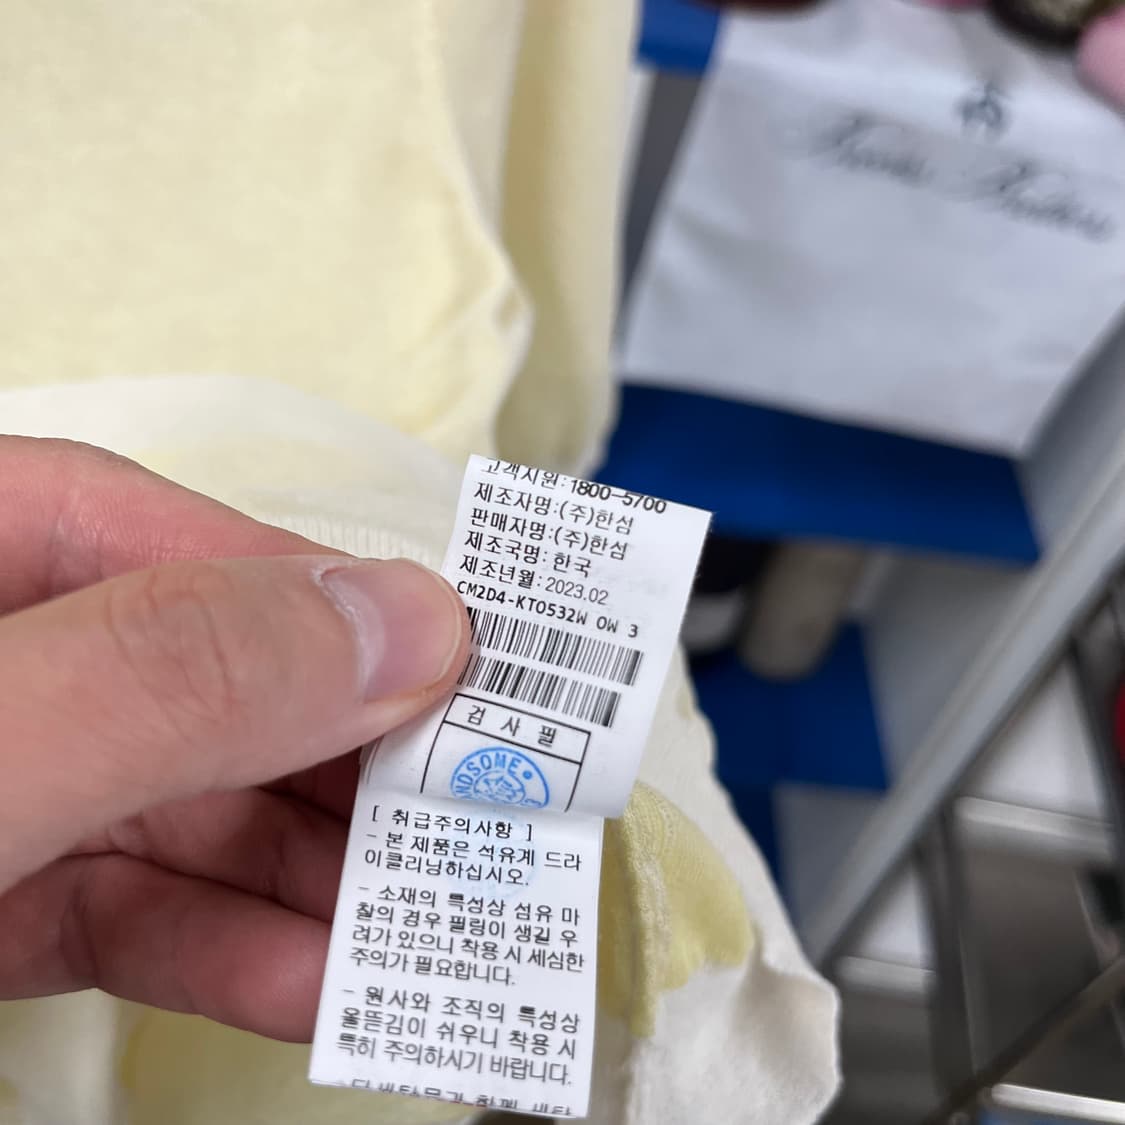 고객지원:1800-5700
제조자명:(주)한섬
판매자명:(주)한섬
제조국명: 한국
제조년월:2023.02
CM2D4-KTO532W OW 3
검 사 필
[ 취급주의사항 ]
- 본 제품은 석유계 드라
이클리닝하십시오.
- 소재의 특성상 섬유 마
찰의 경우 필링이 생길 우
려가 있으니 착용 시 세심한
주의가 필요합니다.
- 원사와 조직의 특성상
올뜯김이 쉬우니 착용 시
특히 주의하시기 바랍니다.
Brooks Brothers